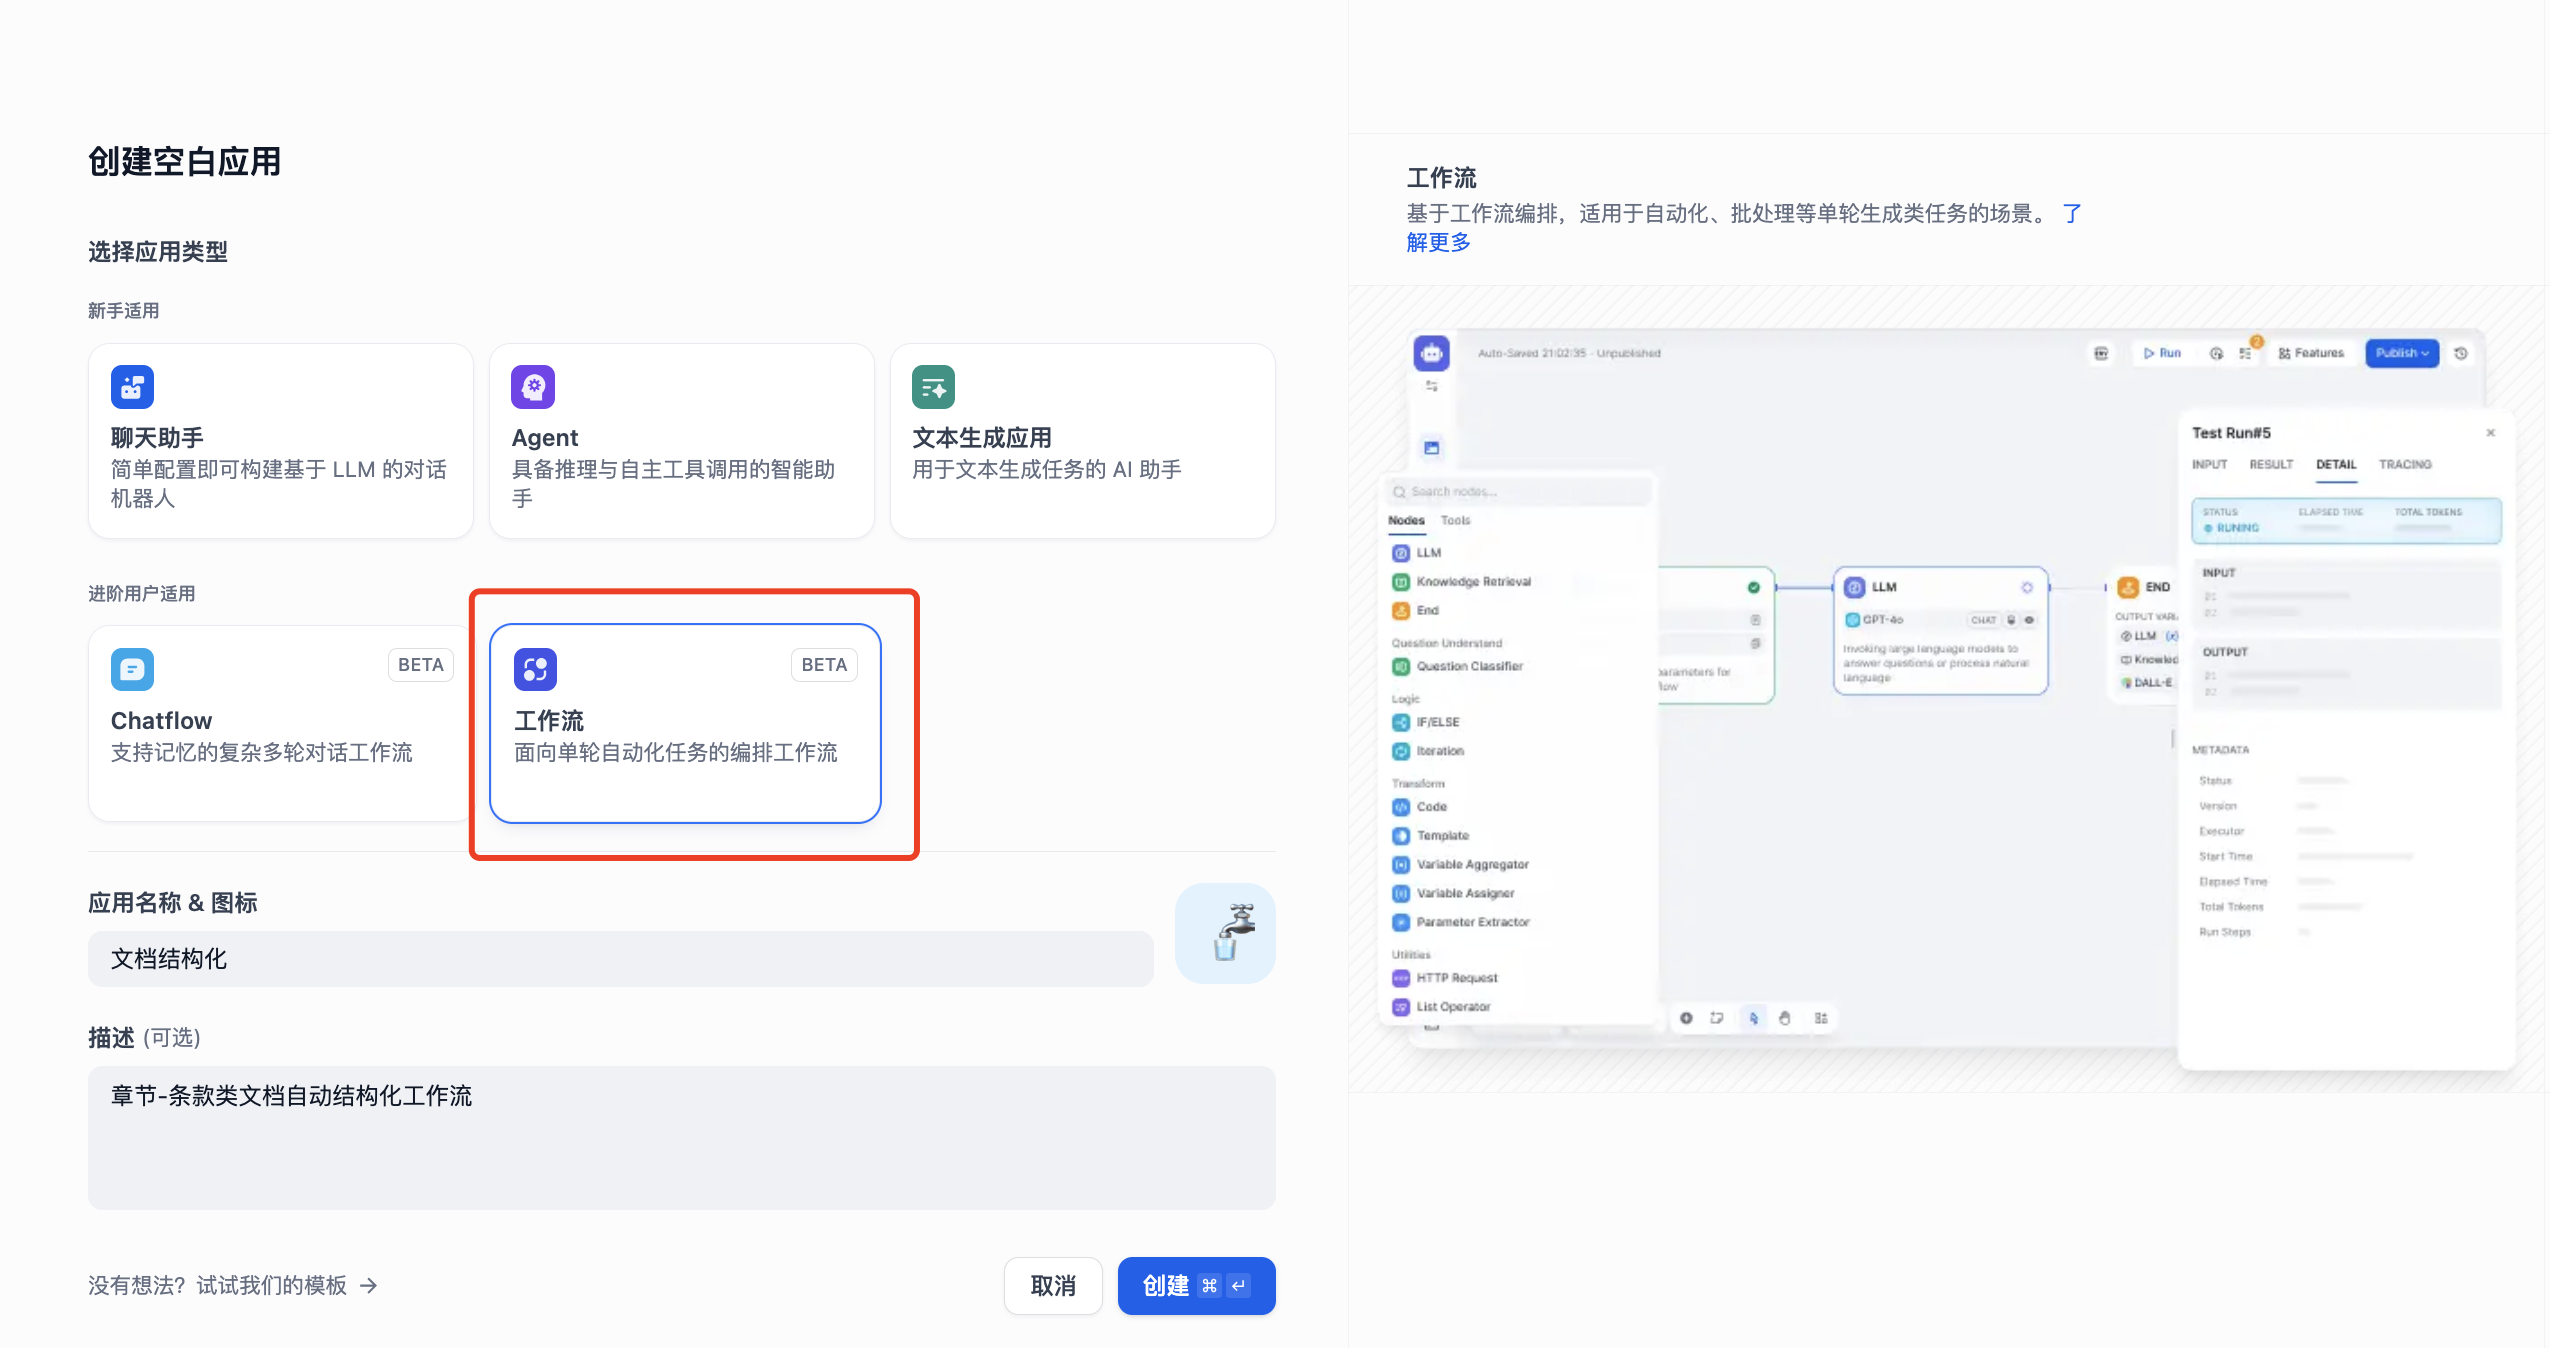 创建空白应用
选择应用类型
新手适用
聊天助手
简单配置即可构建基于 LLM 的对话
机器人
Agent
具备推理与自主工具调用的智能助
手
文本生成应用
用于文本生成任务的 AI 助手
进阶用户适用
BETA
Chatflow
支持记忆的复杂多轮对话工作流
BETA
工作流
面向单轮自动化任务的编排工作流
应用名称 & 图标
文档结构化
描述 (可选)
章节-条款类文档自动结构化工作流
没有想法? 试试我们的模板 →
取消
创建 ⌘ ↵
工作流
基于工作流编排，适用于自动化、批处理等单轮生成类任务的场景。 了
解更多
Auto-Saved 21:02:35 · Unpublished
Run
2
Features
Publish
Search nodes...
Nodes Tools
LLM
Knowledge Retrieval
End
Question Understand
Question Classifier
Logic
IF/ELSE
Iteration
Transform
Code
Template
Variable Aggregator
Variable Assigner
Parameter Extractor
Utilities
HTTP Request
List Operator
parameters for
LLM
GPT-4o CHAT
Invoking large language models to
answer questions or process natural
language
END
OUTPUT
LLM
DALL-E
Test Run#5
INPUT RESULT DETAIL TRACING
STATUS ELAPSED TIME TOTAL TOKENS
RUNING
INPUT
01
02
OUTPUT
01
02
METADATA
Status
Version
Executor
Start Time
Elapsed Time
Total Tokens
Run Steps